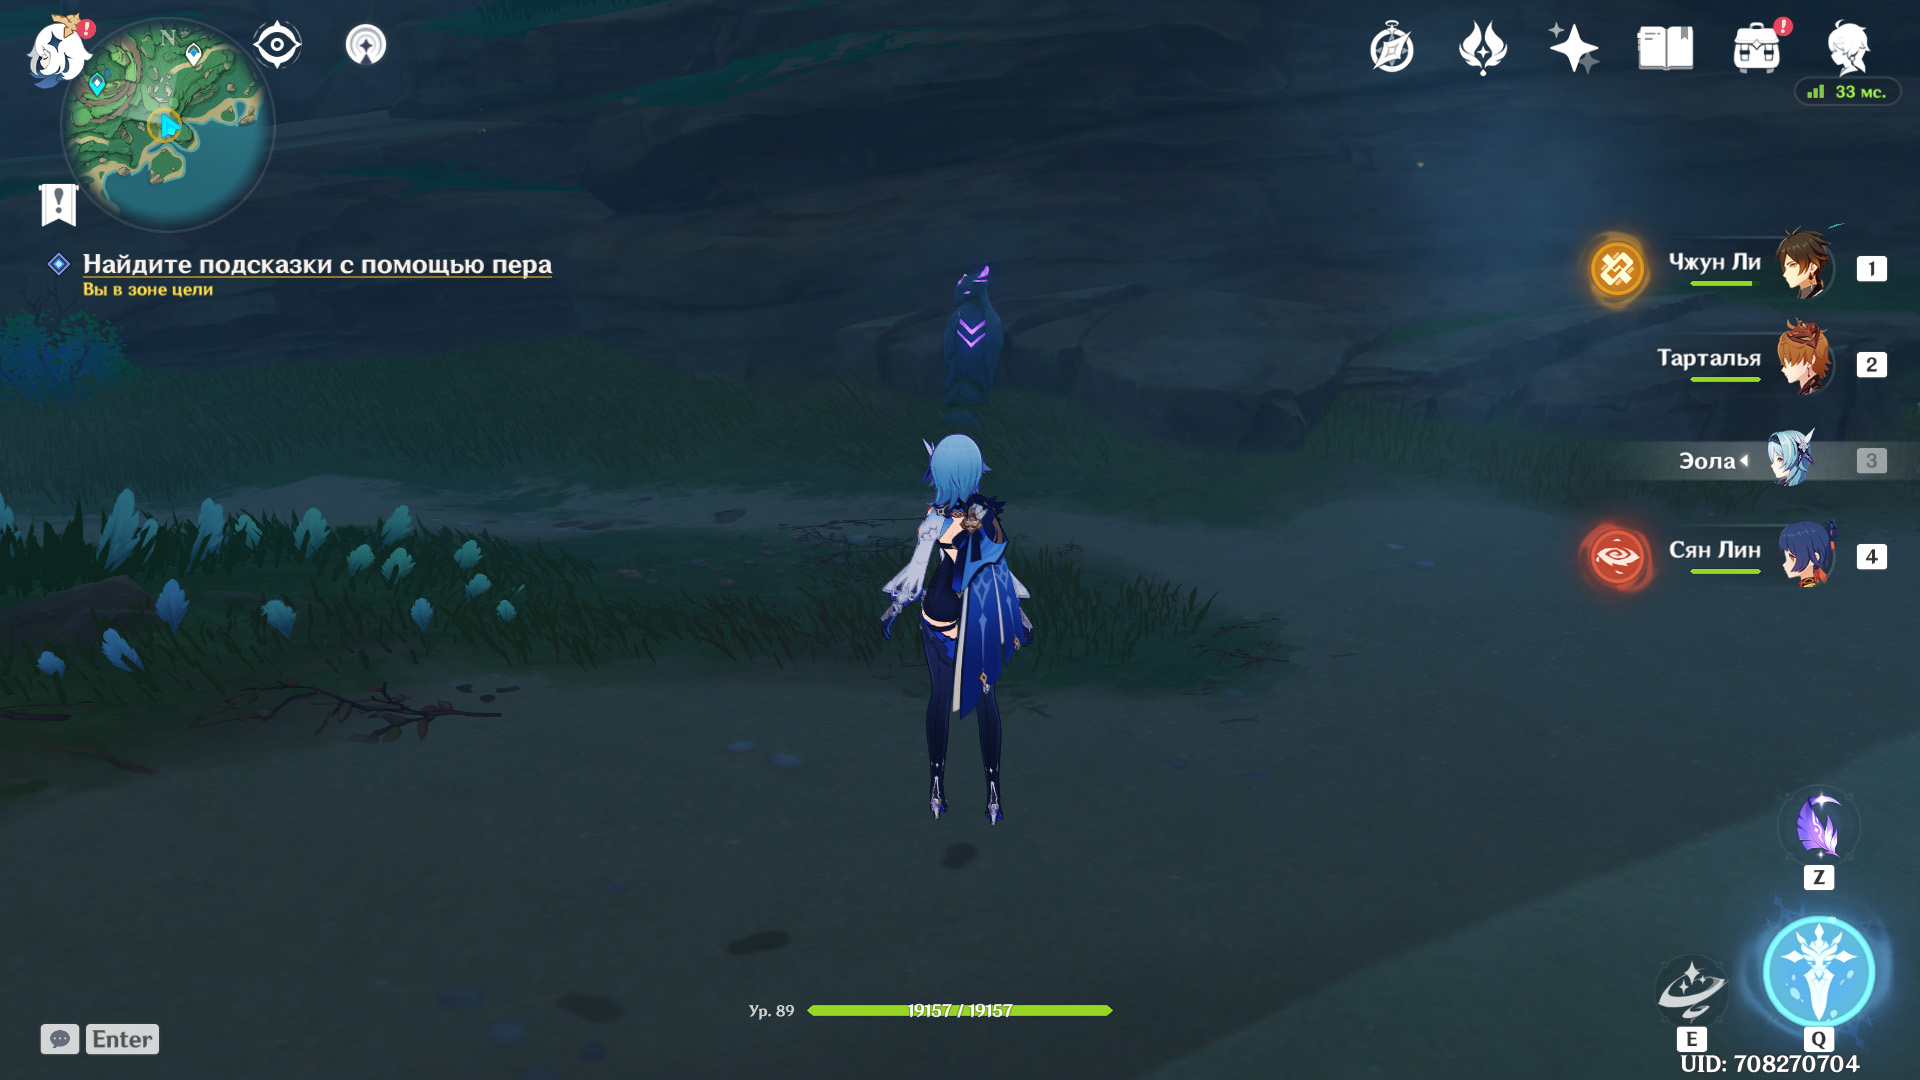 N
33 мс.
Найдите подсказки с помощью пера
Вы в зоне цели
Чжун Ли
1
Тарталья
2
Эола
3
Сян Лин
4
Z
Ур. 89
19157 / 19157
Enter
E
Q
UID: 708270704